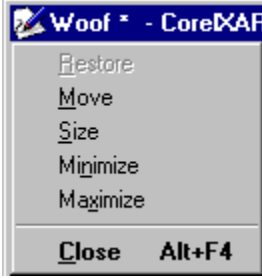 Woof * - CorelXAR
Restore
Move
Size
Minimize
Maximize
Close Alt+F4